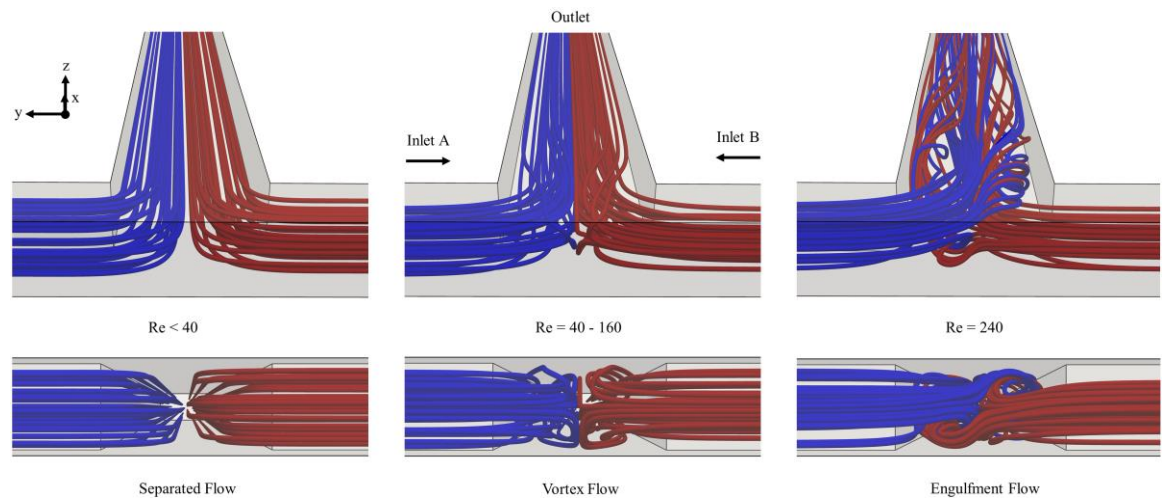 Outlet
z
x
y
Inlet A
Inlet B
Re < 40
Re = 40 - 160
Re = 240
Separated Flow
Vortex Flow
Engulfment Flow